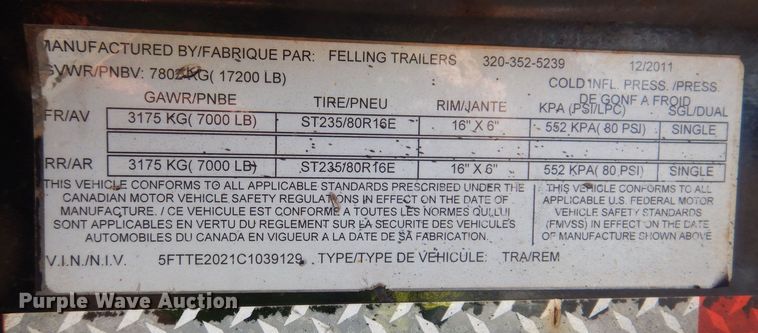 MANUFACTURED BY/FABRIQUE PAR: FELLING TRAILERS 320-352-5239 12/2011
GVWR/PNBV: 7802 KG( 17200 LB)
GAWR/PNBE TIRE/PNEU RIM/JANTE COLD INFL. PRESS. /PRESS. DE GONF A FROID KPA (PSI/LPC) SGL/DUAL
FR/AV 3175 KG( 7000 LB) ST235/80R16E 16" X 6" 552 KPA( 80 PSI) SINGLE
RR/AR 3175 KG( 7000 LB) ST235/80R16E 16" X 6" 552 KPA( 80 PSI) SINGLE
THIS VEHICLE CONFORMS TO ALL APPLICABLE STANDARDS PRESCRIBED UNDER THE
CANADIAN MOTOR VEHICLE SAFETY REGULATIONS IN EFFECT ON THE DATE OF
MANUFACTURE. / CE VEHICULE EST CONFORME A TOUTES LES NORMES QUI LUI
SONT APPLICABLES EN VERTU DU REGLEMENT SUR LA SECURITE DES VEHICULES
AUTOMOBILES DU CANADA EN VIGUEUR A LA DATE DE SA FABRICATION.
THIS VEHICLE CONFORMS TO ALL
APPLICABLE U.S. FEDERAL MOTOR
VEHICLE SAFETY STANDARDS
(FMVSS) IN EFFECT ON THE DATE
OF MANUFACTURE SHOWN ABOVE
V.I.N./N.I.V. 5FTTE2021C1039129 TYPE/TYPE DE VEHICULE: TRA/REM
Purple Wave Auction